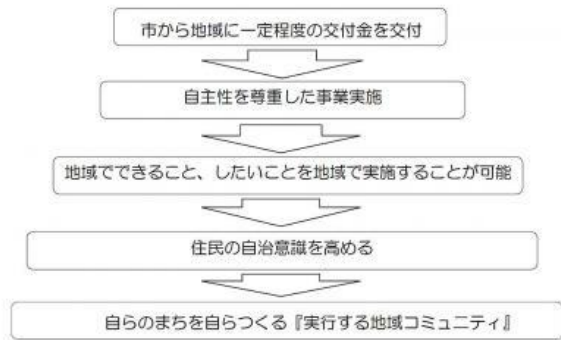 市から地域に一定程度の交付金を交付
自主性を尊重した事業実施
地域でできること、したいことを地域で実施することが可能
住民の自治意識を高める
自らのまちを自らつくる『実行する地域コミュニティ』